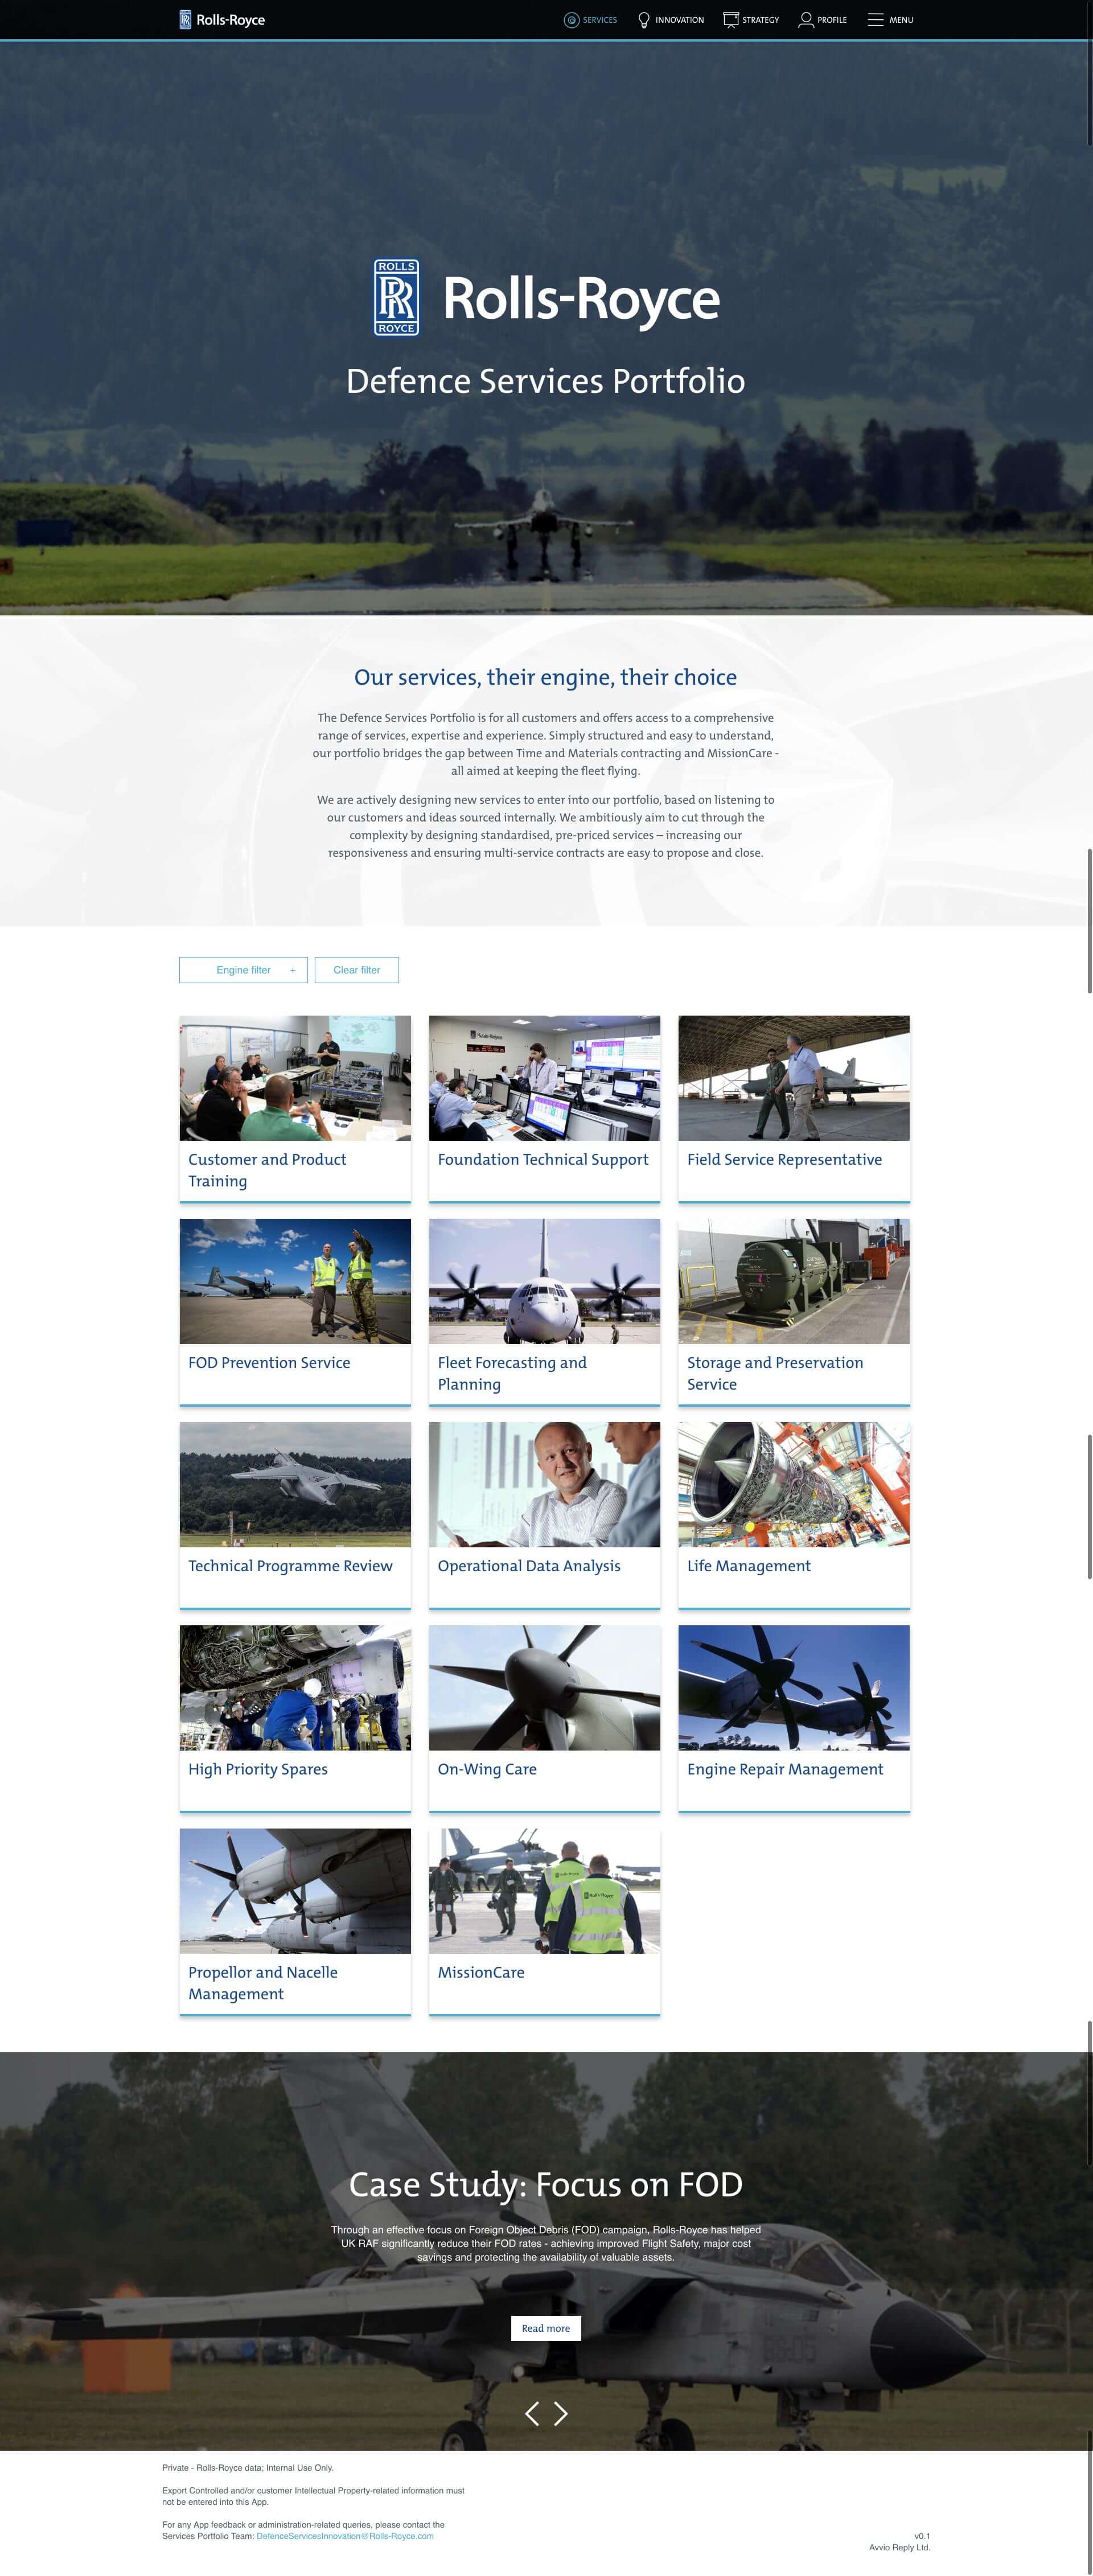 Rolls-Royce
SERVICES
INNOVATION
STRATEGY
PROFILE
MENU
ROLLS
RR
ROYCE
Rolls-Royce
Defence Services Portfolio
Our services, their engine, their choice
The Defence Services Portfolio is for all customers and offers access to a comprehensive
range of services, expertise and experience. Simply structured and easy to understand,
our portfolio bridges the gap between Time and Materials contracting and MissionCare -
all aimed at keeping the fleet flying.
We are actively designing new services to enter into our portfolio, based on listening to
our customers and ideas sourced internally. We ambitiously aim to cut through the
complexity by designing standardised, pre-priced services – increasing our
responsiveness and ensuring multi-service contracts are easy to propose and close.
Engine filter +
Clear filter
Customer and Product
Training
Foundation Technical Support
Field Service Representative
FOD Prevention Service
Fleet Forecasting and
Planning
Storage and Preservation
Service
Technical Programme Review
Operational Data Analysis
Life Management
High Priority Spares
On-Wing Care
Engine Repair Management
Propellor and Nacelle
Management
MissionCare
Case Study: Focus on FOD
Through an effective focus on Foreign Object Debris (FOD) campaign, Rolls-Royce has helped
UK RAF significantly reduce their FOD rates - achieving improved Flight Safety, major cost
savings and protecting the availability of valuable assets.
Read more
Private - Rolls-Royce data; Internal Use Only.
Export Controlled and/or customer Intellectual Property-related information must
not be entered into this App.
For any App feedback or administration-related queries, please contact the
Services Portfolio Team: DefenceServicesInnovation@Rolls-Royce.com
v0.1
Avvio Reply Ltd.